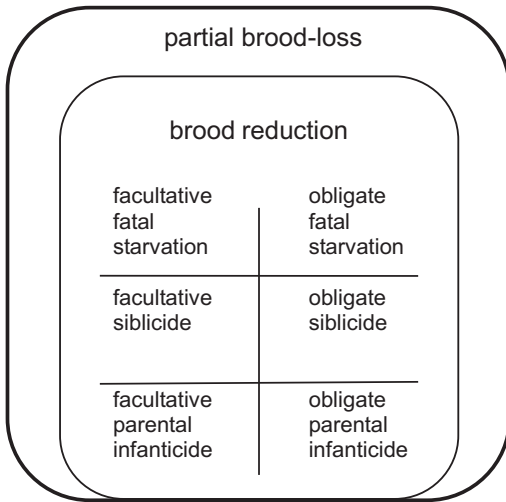 partial brood-loss
brood reduction
facultative
fatal
starvation
obligate
fatal
starvation
facultative
siblicide
obligate
siblicide
facultative
parental
infanticide
obligate
parental
infanticide